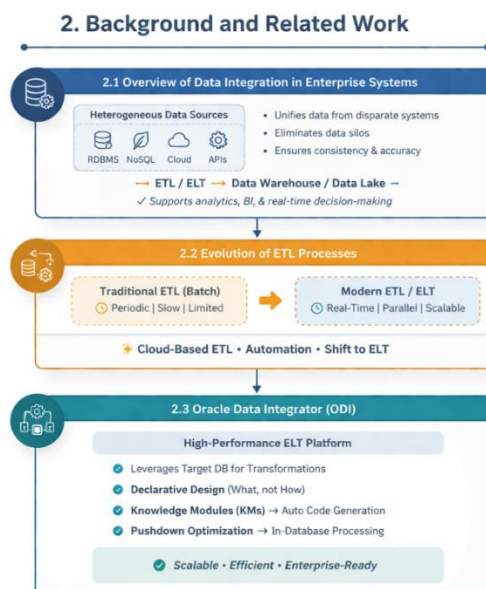 2. Background and Related Work
2.1 Overview of Data Integration in Enterprise Systems
Heterogeneous Data Sources
RDBMS NoSQL Cloud APIs
• Unifies data from disparate systems
• Eliminates data silos
• Ensures consistency & accuracy
→ ETL / ELT → Data Warehouse / Data Lake →
✓ Supports analytics, BI, & real-time decision-making
2.2 Evolution of ETL Processes
Traditional ETL (Batch)
Periodic | Slow | Limited
Modern ETL / ELT
Real-Time | Parallel | Scalable
Cloud-Based ETL • Automation • Shift to ELT
2.3 Oracle Data Integrator (ODI)
High-Performance ELT Platform
Leverages Target DB for Transformations
Declarative Design (What, not How)
Knowledge Modules (KMs) → Auto Code Generation
Pushdown Optimization → In-Database Processing
Scalable • Efficient • Enterprise-Ready